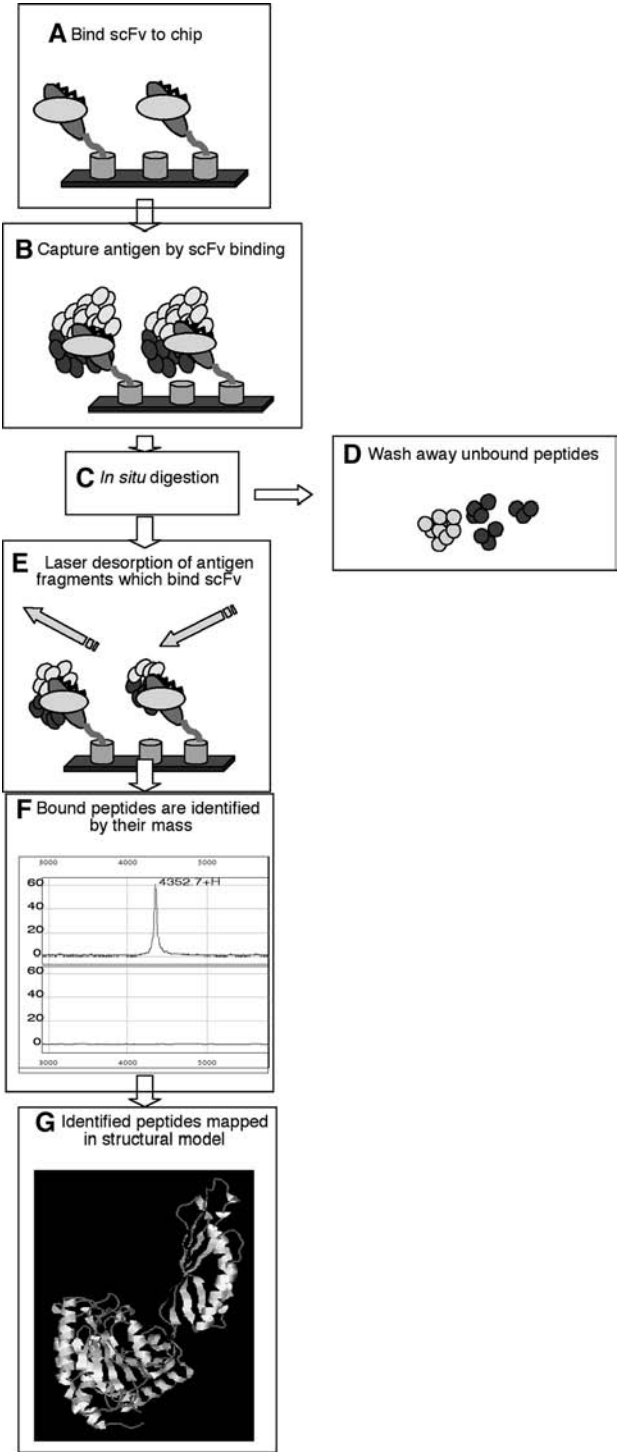 A Bind scFv to chip
B Capture antigen by scFv binding
C In situ digestion
D Wash away unbound peptides
E Laser desorption of antigen
fragments which bind scFv
F Bound peptides are identified
by their mass
3000 4000 5000
60
4352.7+H
40
20
0
60
40
20
0
3000 4000 5000
G Identified peptides mapped
in structural model